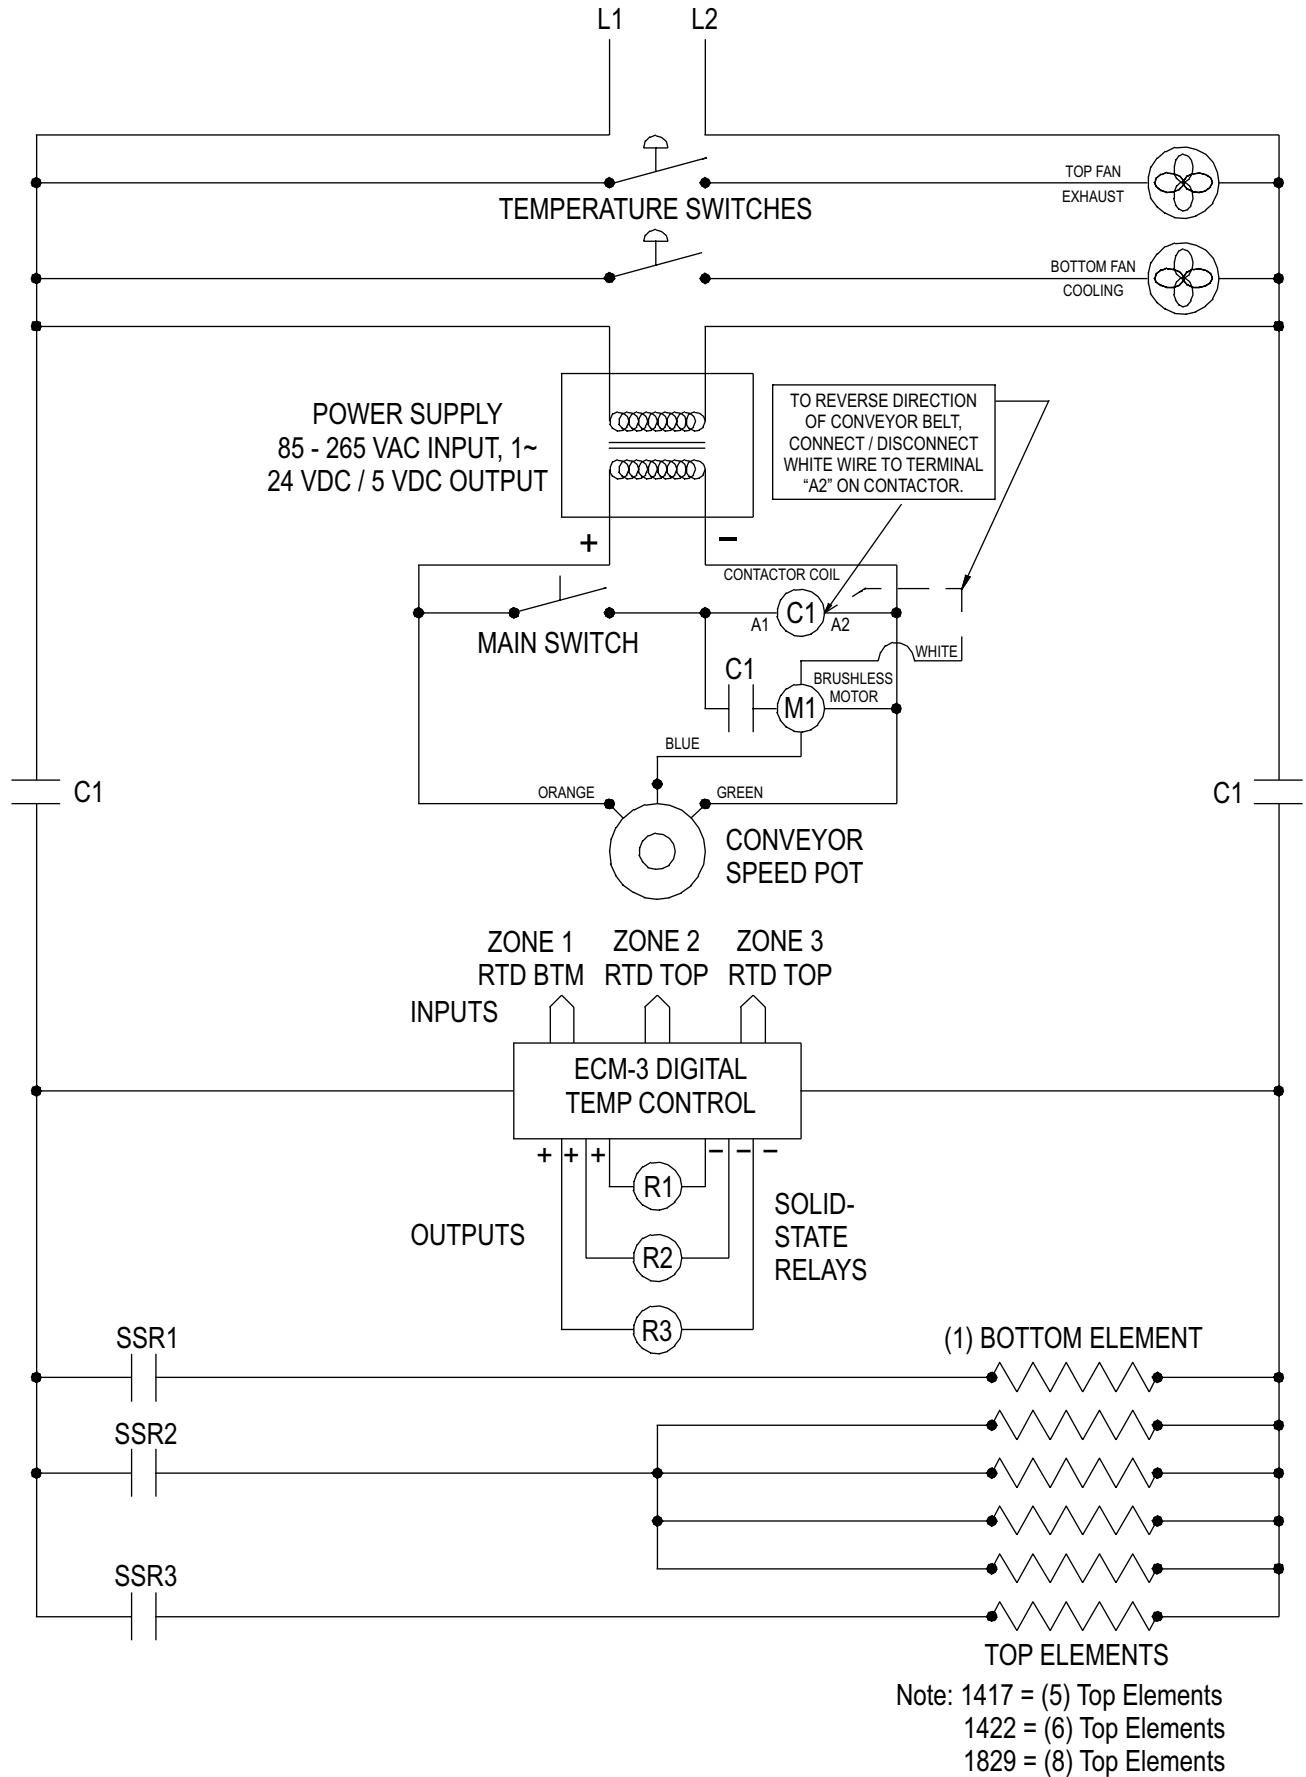 L1 L2
TOP FAN
EXHAUST
TEMPERATURE SWITCHES
BOTTOM FAN
COOLING
POWER SUPPLY
85 - 265 VAC INPUT, 1~
24 VDC / 5 VDC OUTPUT
TO REVERSE DIRECTION
OF CONVEYOR BELT,
CONNECT / DISCONNECT
WHITE WIRE TO TERMINAL
“A2” ON CONTACTOR.
+ −
CONTACTOR COIL
C1
A1 A2
MAIN SWITCH
WHITE
C1
BRUSHLESS
MOTOR
M1
BLUE
C1
ORANGE GREEN
C1
CONVEYOR
SPEED POT
ZONE 1 ZONE 2 ZONE 3
RTD BTM RTD TOP RTD TOP
INPUTS
ECM-3 DIGITAL
TEMP CONTROL
+ + + − − −
R1
SOLID-
STATE
RELAYS
OUTPUTS
R2
R3
SSR1
(1) BOTTOM ELEMENT
SSR2
SSR3
TOP ELEMENTS
Note: 1417 = (5) Top Elements
1422 = (6) Top Elements
1829 = (8) Top Elements